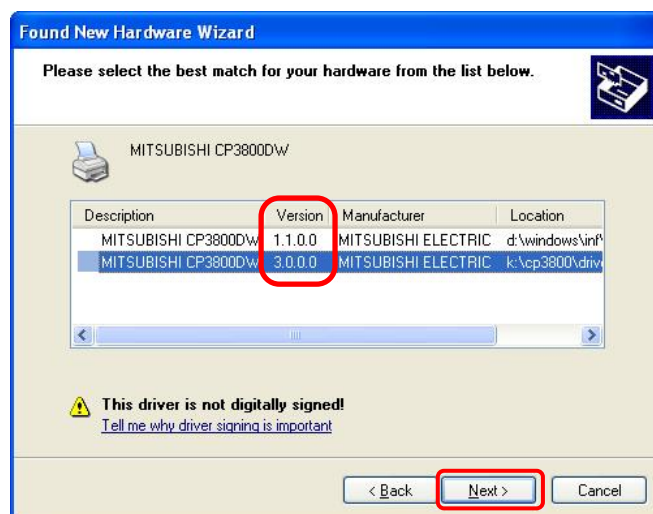 Found New Hardware Wizard
Please select the best match for your hardware from the list below.
MITSUBISHI CP3800DW
Description Version Manufacturer Location
MITSUBISHI CP3800DW 1.1.0.0 MITSUBISHI ELECTRIC d:\windows\inf\
MITSUBISHI CP3800DW 3.0.0.0 MITSUBISHI ELECTRIC k:\cp3800\driv
This driver is not digitally signed!
Tell me why driver signing is important
< Back Next > Cancel